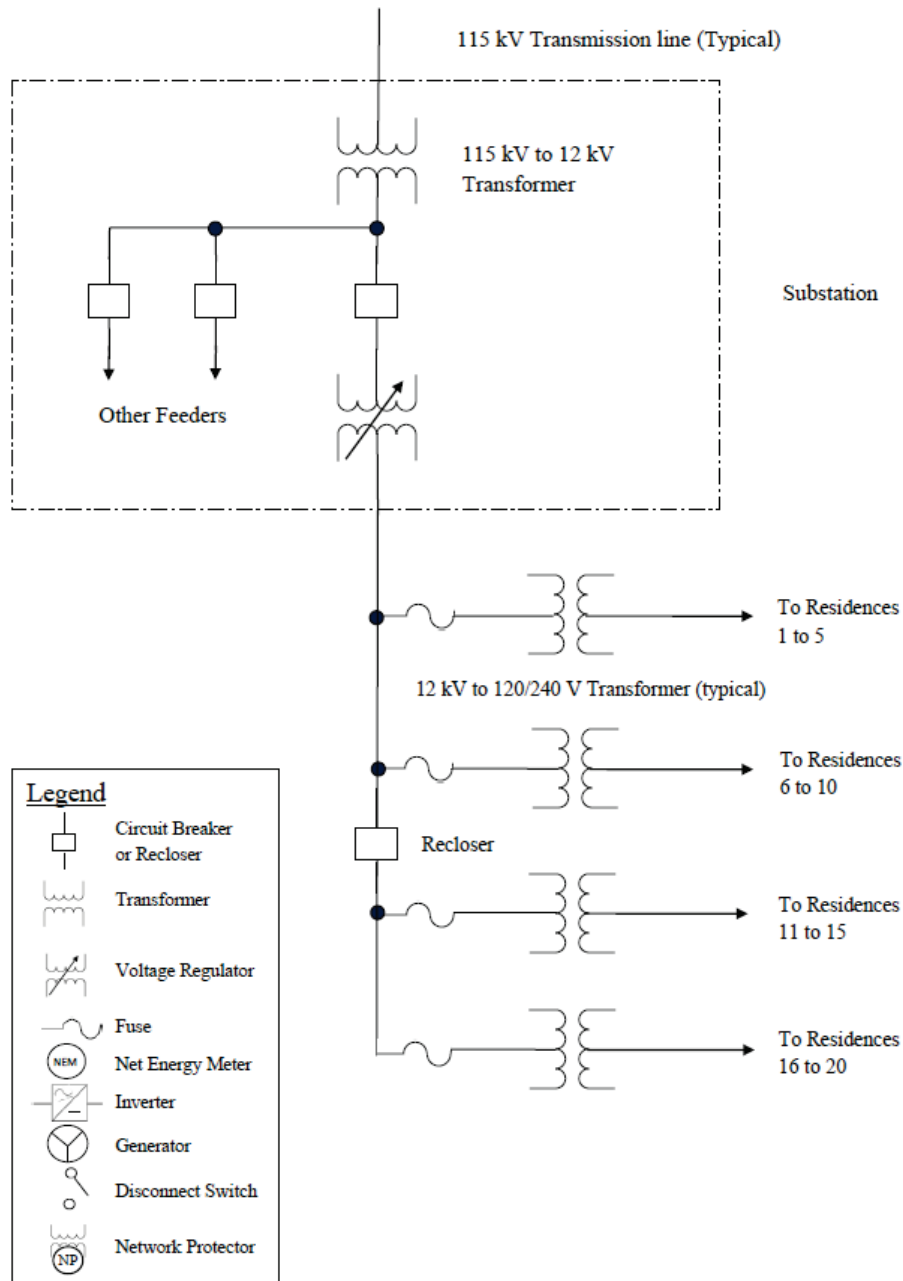 115 kV Transmission line (Typical)
115 kV to 12 kV
Transformer
Substation
Other Feeders
To Residences
1 to 5
12 kV to 120/240 V Transformer (typical)
To Residences
6 to 10
Recloser
To Residences
11 to 15
To Residences
16 to 20
Legend
Circuit Breaker
or Recloser
Transformer
Voltage Regulator
Fuse
NEM
Net Energy Meter
Inverter
Generator
Disconnect Switch
Network Protector
NP